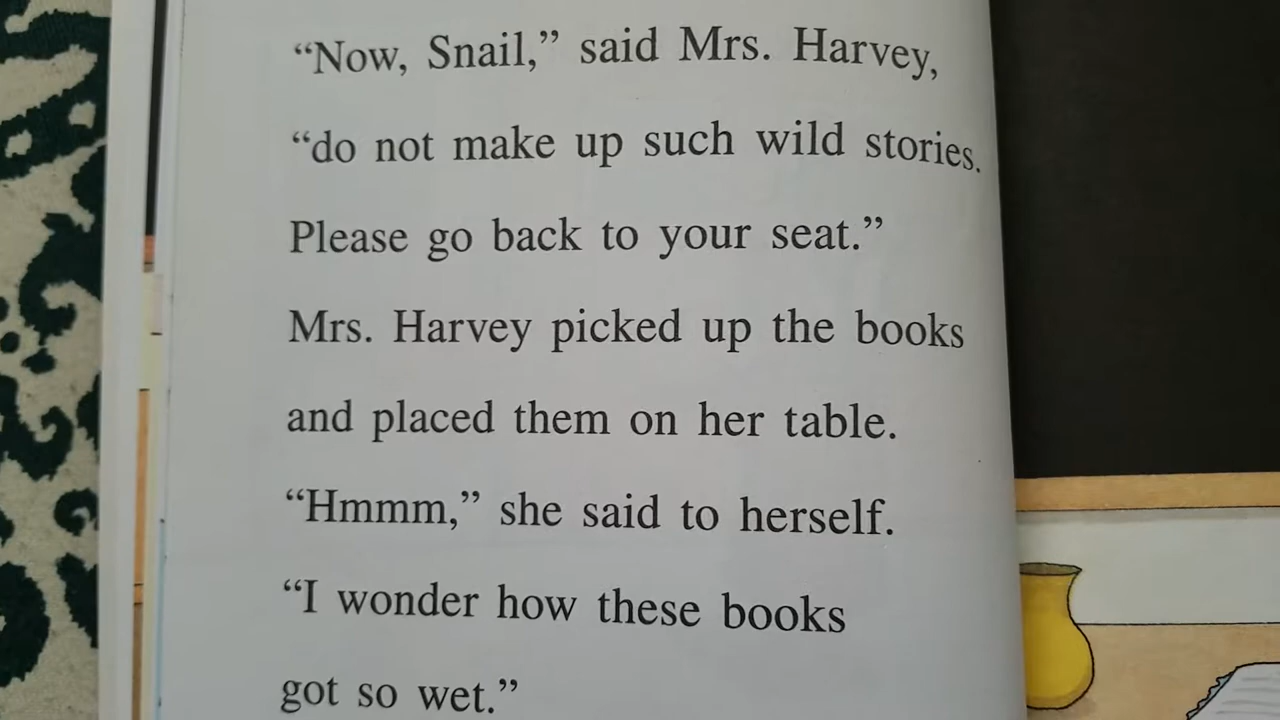 “Now, Snail,” said Mrs. Harvey,
“do not make up such wild stories.
Please go back to your seat.”
Mrs. Harvey picked up the books
and placed them on her table.
“Hmmm,” she said to herself.
“I wonder how these books
got so wet.”